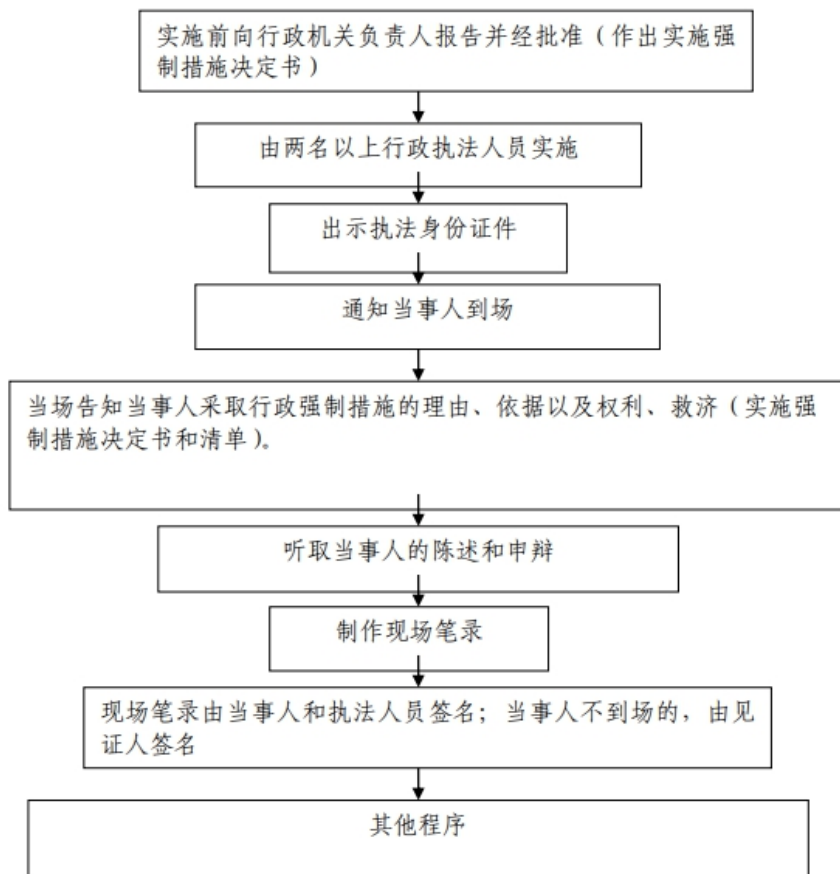 实施前向行政机关负责人报告并经批准（作出实施强
制措施决定书）
由两名以上行政执法人员实施
出示执法身份证件
通知当事人到场
当场告知当事人采取行政强制措施的理由、依据以及权利、救济（实施强
制措施决定书和清单）。
听取当事人的陈述和申辩
制作现场笔录
现场笔录由当事人和执法人员签名；当事人不到场的，由见
证人签名
其他程序